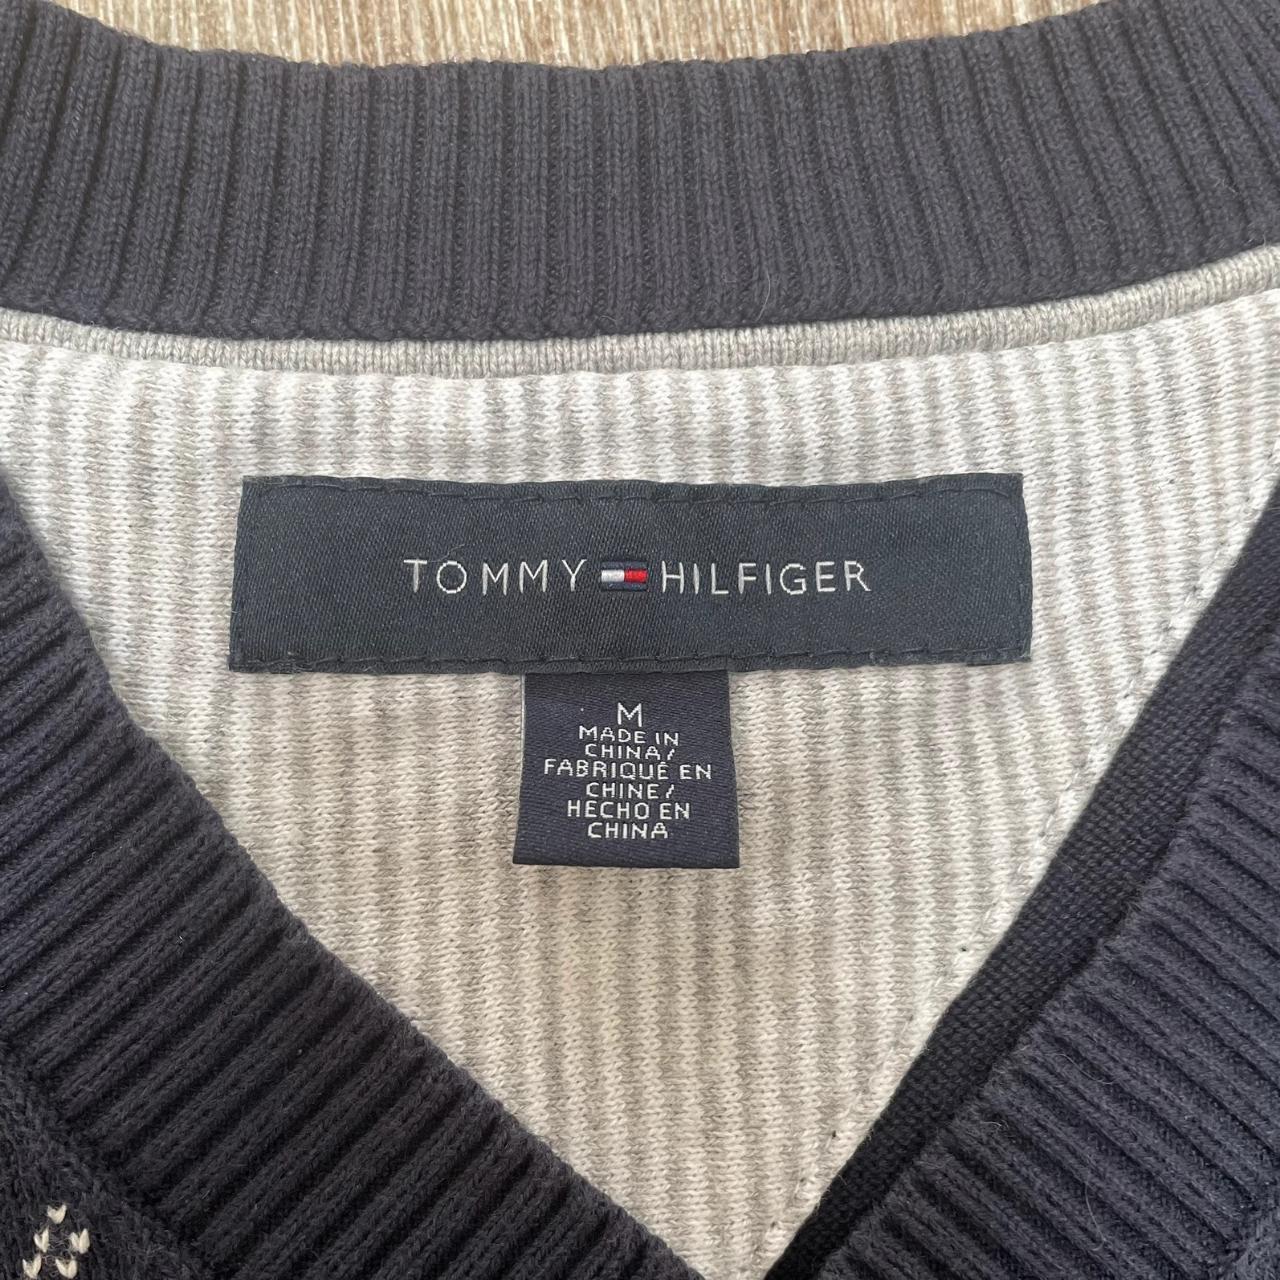 TOMMY HILFIGER
M
MADE IN
CHINA/
FABRIQUÉ EN
CHINE/
HECHO EN
CHINA